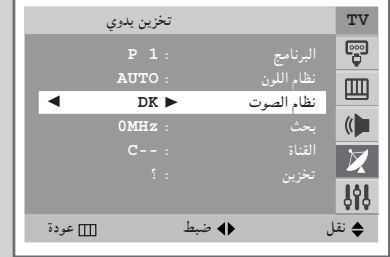 TV تخزين يدوي
البرنامج : P 1
نظام اللون : AUTO
نظام الصوت ▶ DK ◀
بحث : 0MHz
القناة : C--
تخزين : ؟
نقل ضبط عودة